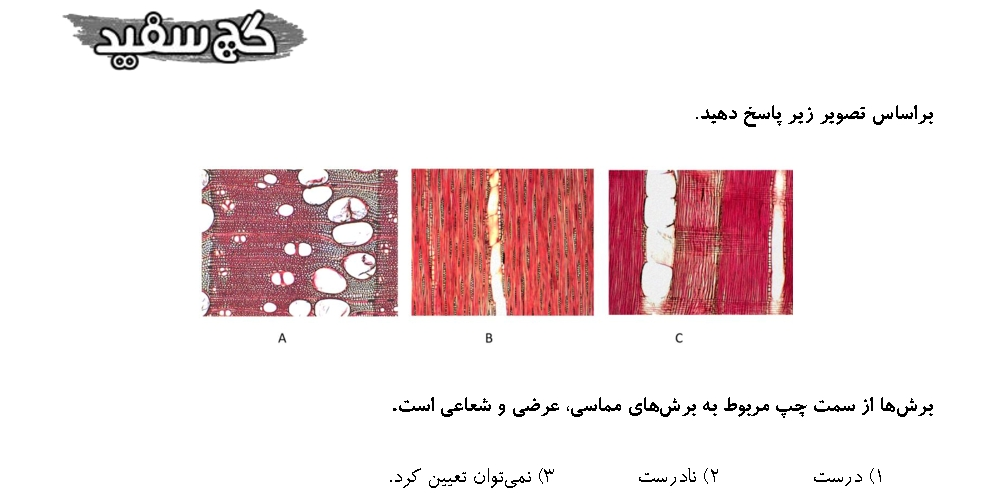 گچ سفید
براساس تصویر زیر پاسخ دهید.
A B C
برش‌ها از سمت چپ مربوط به برش‌های مماسی، عرضی و شعاعی است.
۱) درست ۲) نادرست ۳) نمی‌توان تعیین کرد.